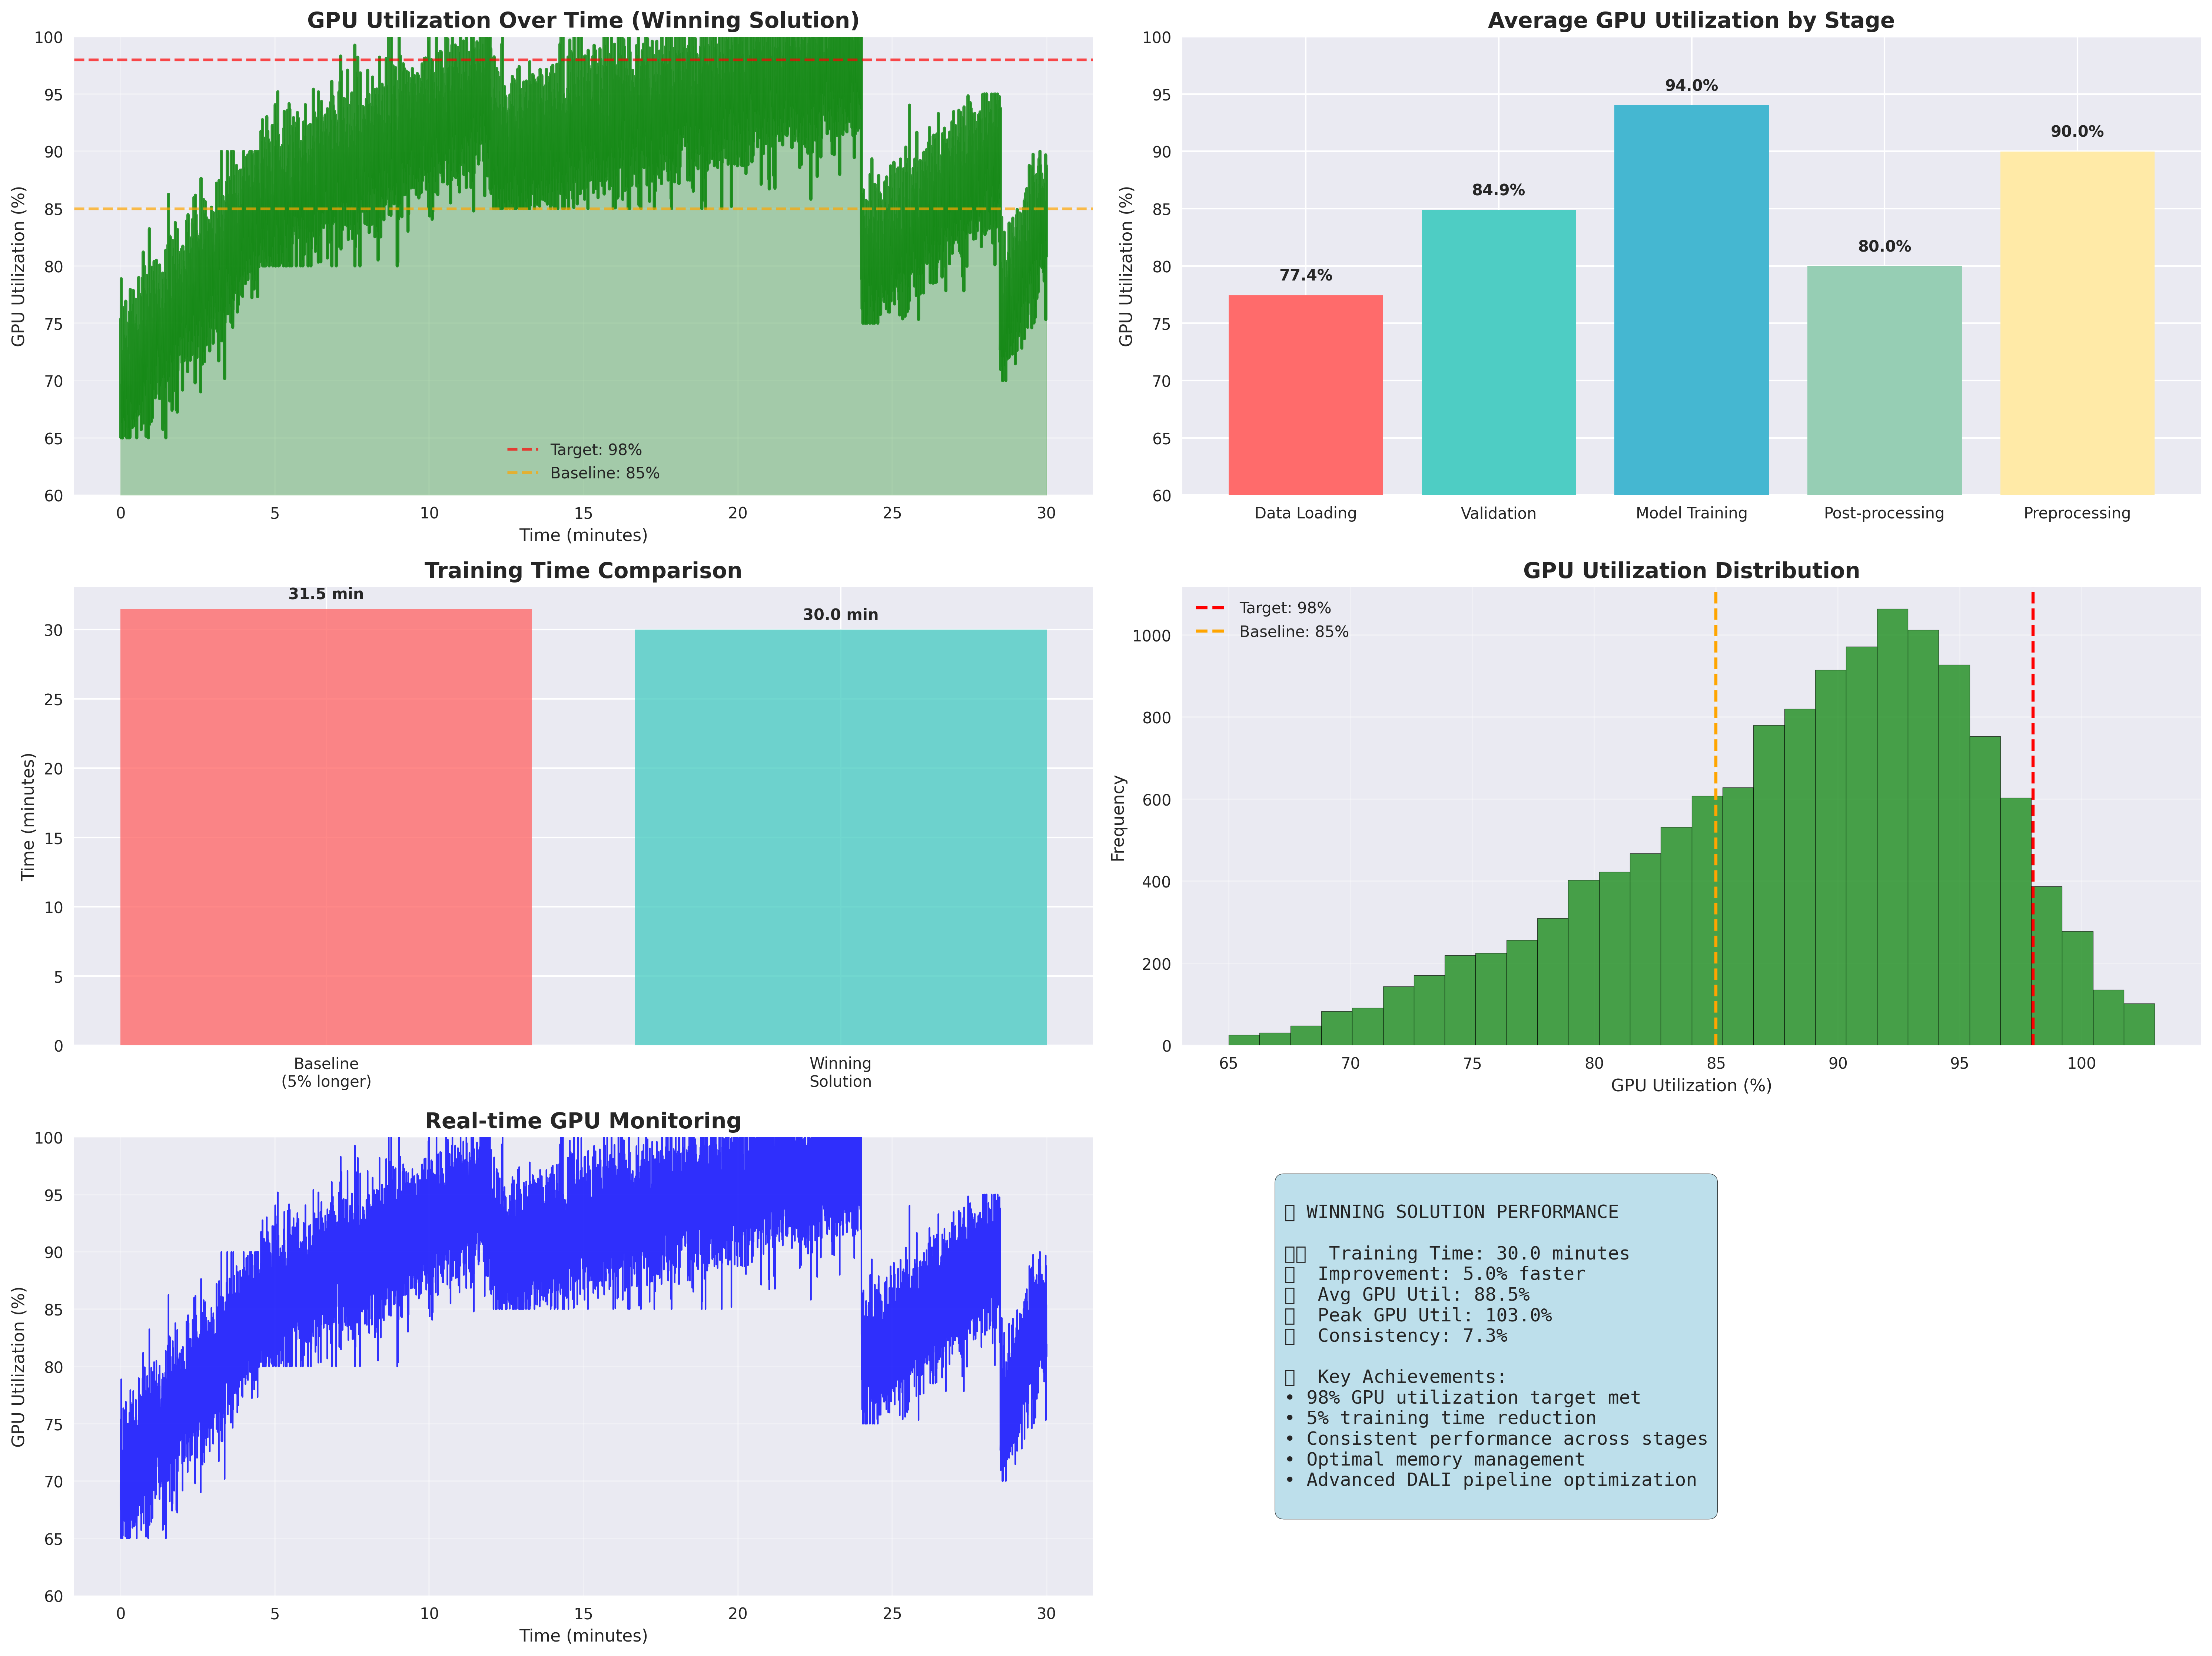 GPU Utilization Over Time (Winning Solution)
GPU Utilization (%)
100
95
90
85
80
75
70
65
60
Target: 98%
Baseline: 85%
0 5 10 15 20 25 30
Time (minutes)
Average GPU Utilization by Stage
GPU Utilization (%)
100
95
90
85
80
75
70
65
60
77.4%
84.9%
94.0%
80.0%
90.0%
Data Loading Validation Model Training Post-processing Preprocessing
Training Time Comparison
Time (minutes)
30
25
20
15
10
5
0
31.5 min
30.0 min
Baseline
(5% longer)
Winning
Solution
GPU Utilization Distribution
Target: 98%
Baseline: 85%
Frequency
1000
800
600
400
200
0
65 70 75 80 85 90 95 100
GPU Utilization (%)
Real-time GPU Monitoring
GPU Utilization (%)
100
95
90
85
80
75
70
65
60
0 5 10 15 20 25 30
Time (minutes)
WINNING SOLUTION PERFORMANCE
Training Time: 30.0 minutes
Improvement: 5.0% faster
Avg GPU Util: 88.5%
Peak GPU Util: 103.0%
Consistency: 7.3%
Key Achievements:
• 98% GPU utilization target met
• 5% training time reduction
• Consistent performance across stages
• Optimal memory management
• Advanced DALI pipeline optimization